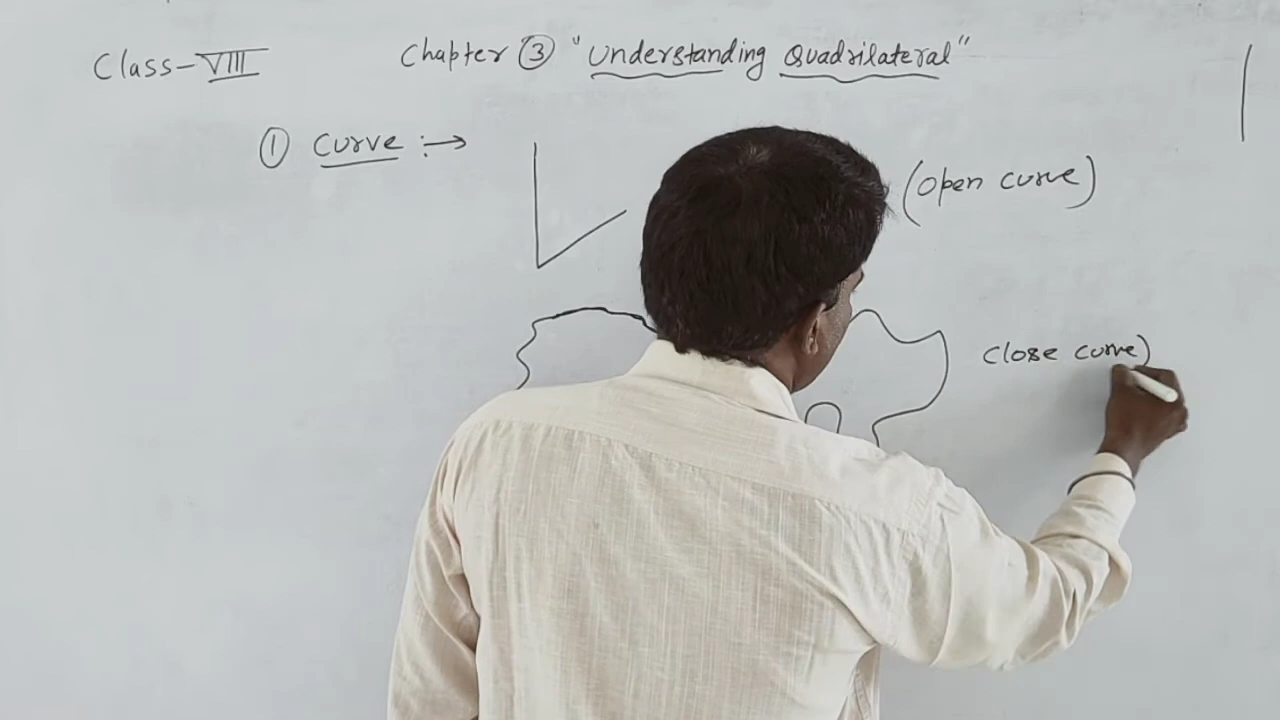 Class-VIII
Chapter ③ "Understanding Quadrilateral"
① Curve :→
(Open curve)
Close curve)